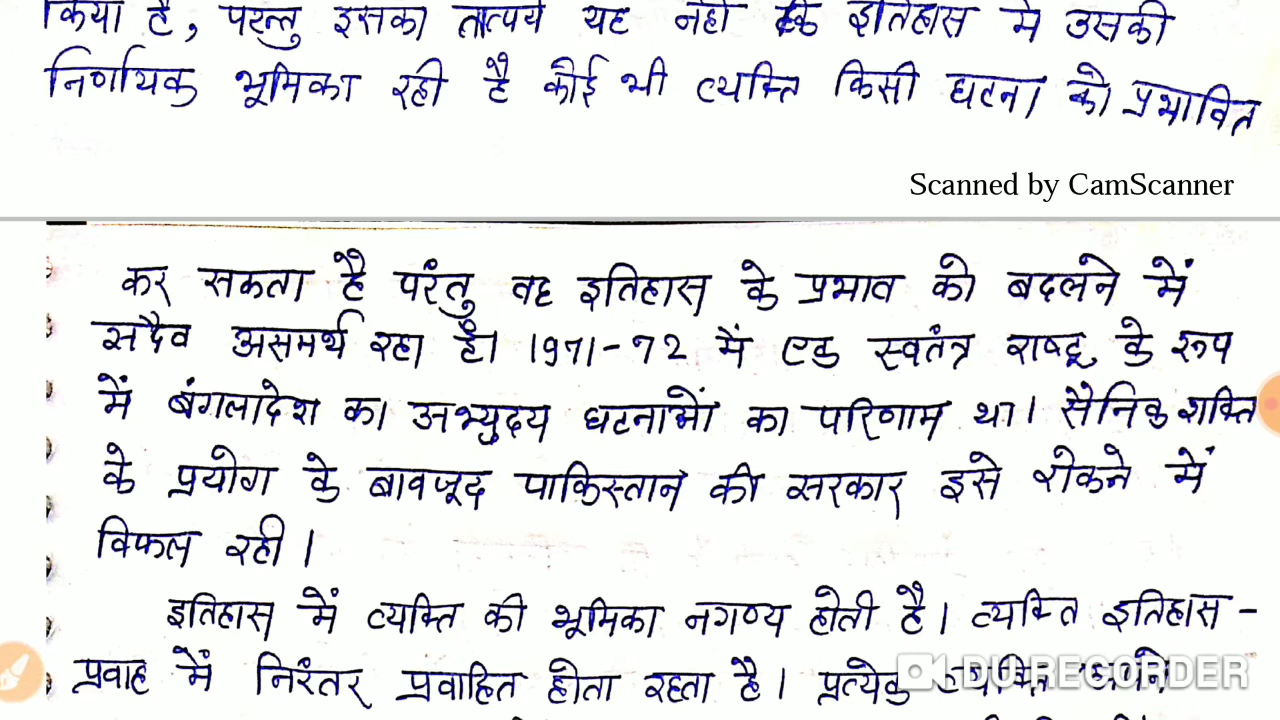 किया है, परन्तु इसका तात्पर्य यह नहीं कि इतिहास में उसकी
निर्णायक भूमिका रही है कोई भी व्यक्ति किसी घटना को प्रभावित
Scanned by CamScanner
कर सकता है परंतु वह इतिहास के प्रभाव को बदलने में
सदैव असमर्थ रहा है। 1971-72 में एक स्वतंत्र राष्ट्र के रूप
में बंगलादेश का अभ्युदय घटनाओं का परिणाम था। सैनिक शक्ति
के प्रयोग के बावजूद पाकिस्तान की सरकार इसे रोकने में
विफल रही।
इतिहास में व्यक्ति की भूमिका नगण्य होती है। व्यक्ति इतिहास-
प्रवाह में निरंतर प्रवाहित होता रहता है। प्रत्येक व्यक्ति अपने
DU RECORDER